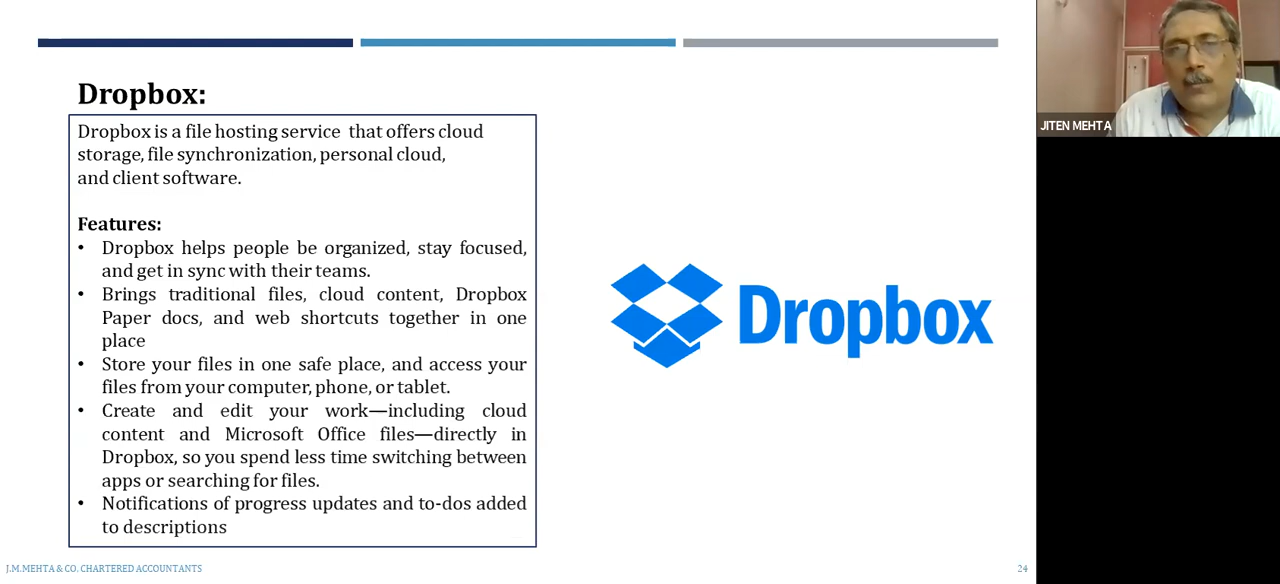 Dropbox:
Dropbox is a file hosting service that offers cloud
storage, file synchronization, personal cloud,
and client software.
Features:
• Dropbox helps people be organized, stay focused,
and get in sync with their teams.
• Brings traditional files, cloud content, Dropbox
Paper docs, and web shortcuts together in one
place
• Store your files in one safe place, and access your
files from your computer, phone, or tablet.
• Create and edit your work—including cloud
content and Microsoft Office files—directly in
Dropbox, so you spend less time switching between
apps or searching for files.
• Notifications of progress updates and to-dos added
to descriptions
Dropbox
J.M.MEHTA & CO. CHARTERED ACCOUNTANTS
24
JITEN MEHTA